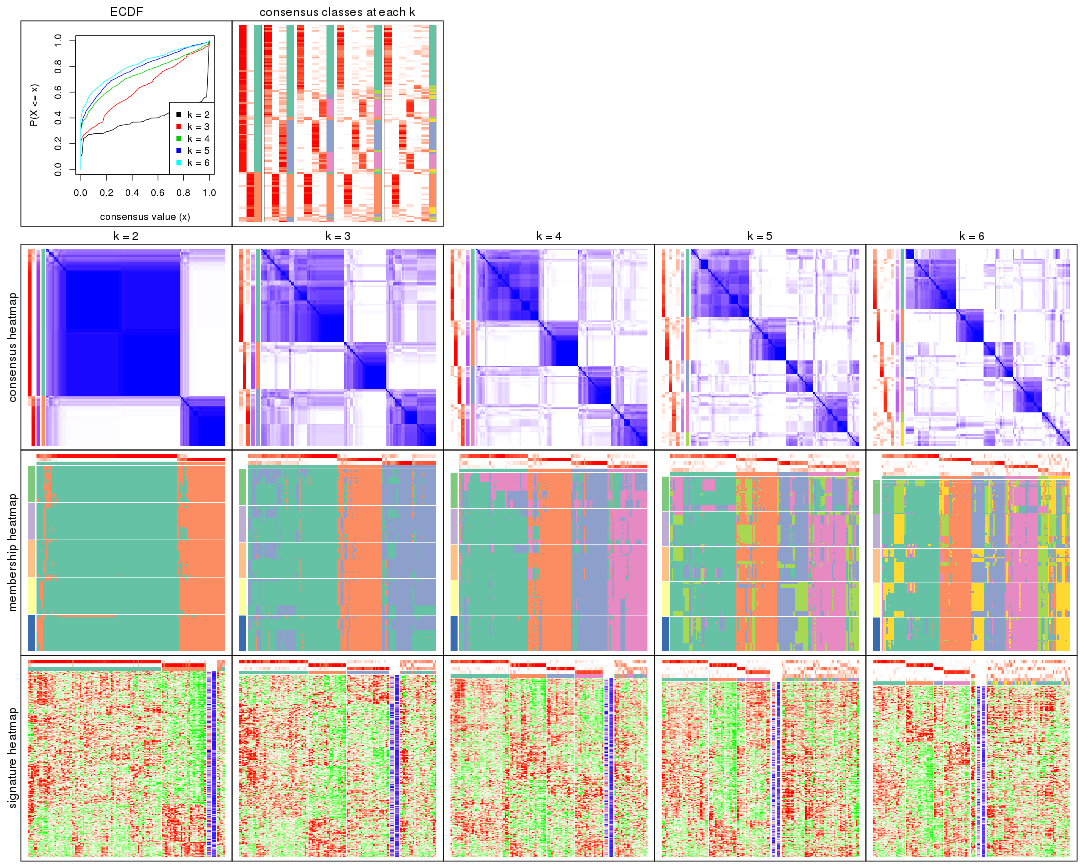 ECDF
consensus classes at each k
P(X <= x)
0.0 0.2 0.4 0.6 0.8 1.0
k = 2
k = 3
k = 4
k = 5
k = 6
0.0 0.2 0.4 0.6 0.8 1.0
consensus value (x)
k = 2
k = 3
k = 4
k = 5
k = 6
consensus heatmap
membership heatmap
signature heatmap